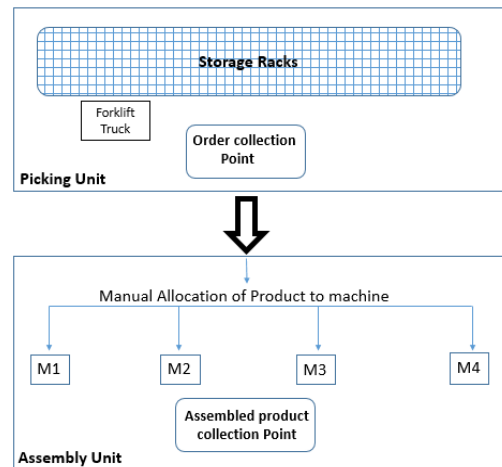 Storage Racks
Forklift
Truck
Order collection
Point
Picking Unit
Manual Allocation of Product to machine
M1
M2
M3
M4
Assembled product
collection Point
Assembly Unit